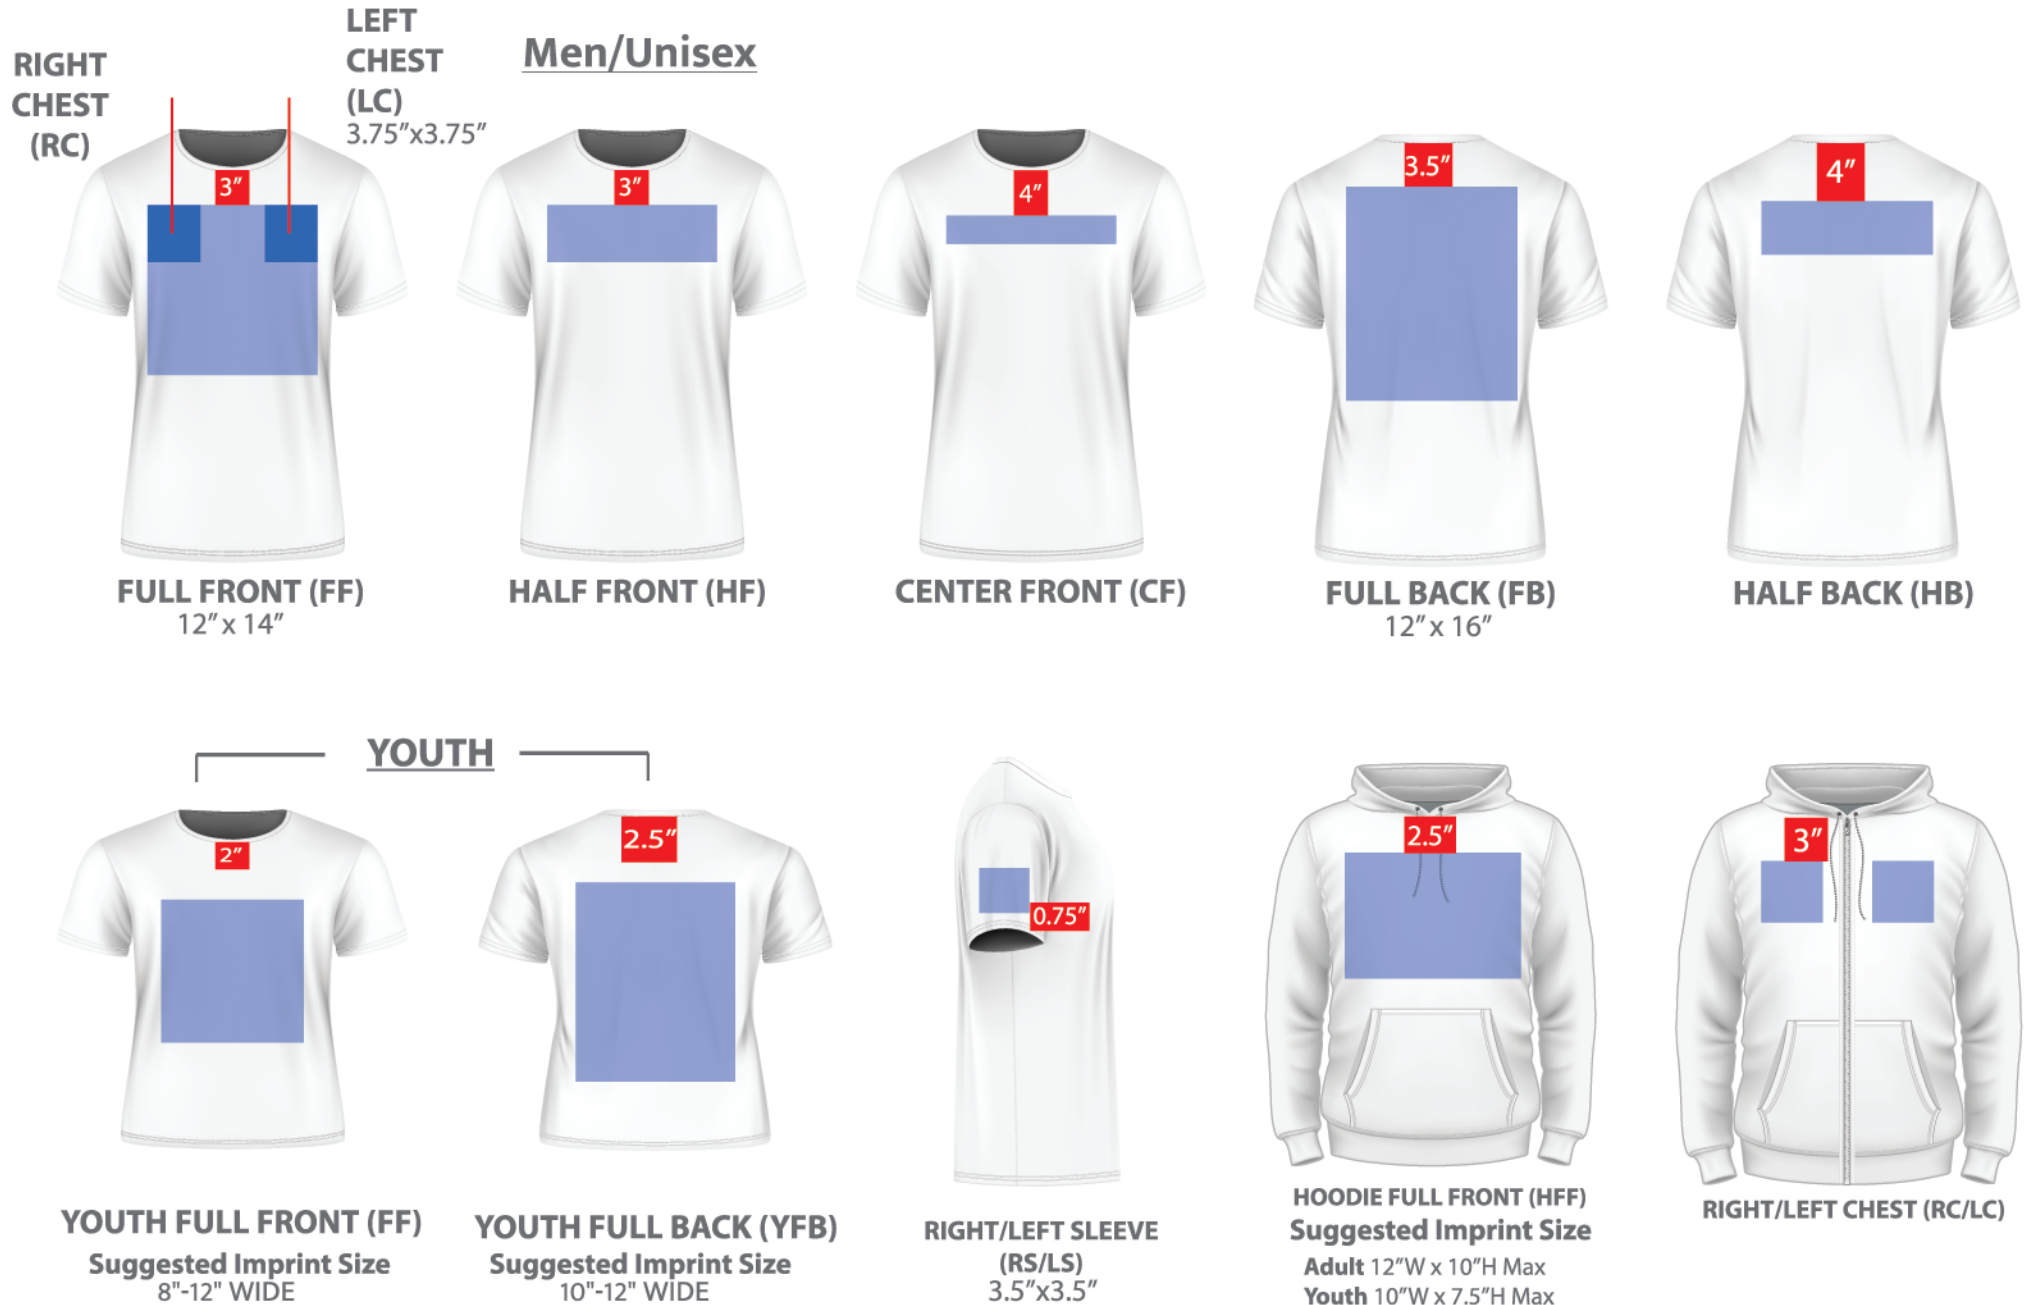 RIGHT
CHEST
(RC)
LEFT
CHEST
(LC)
3.75”x3.75”
Men/Unisex
3”
3”
4”
3.5”
4”
FULL FRONT (FF)
12” x 14”
HALF FRONT (HF)
CENTER FRONT (CF)
FULL BACK (FB)
12” x 16”
HALF BACK (HB)
YOUTH
2”
2.5”
0.75”
2.5”
3”
YOUTH FULL FRONT (FF)
Suggested Imprint Size
8"-12" WIDE
YOUTH FULL BACK (YFB)
Suggested Imprint Size
10"-12" WIDE
RIGHT/LEFT SLEEVE
(RS/LS)
3.5”x3.5”
HOODIE FULL FRONT (HFF)
Suggested Imprint Size
Adult 12”W x 10”H Max
Youth 10”W x 7.5”H Max
RIGHT/LEFT CHEST (RC/LC)